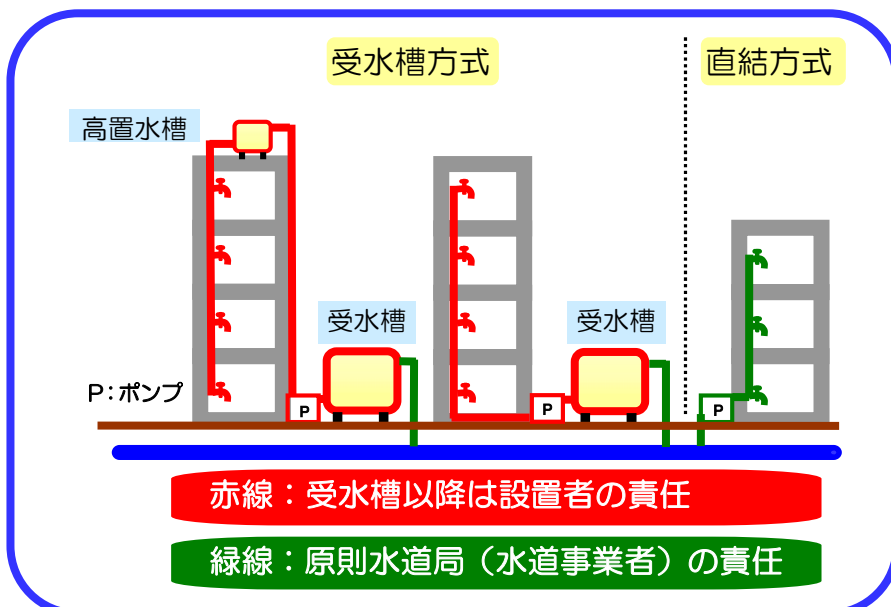 受水槽方式
直結方式
高置水槽
受水槽
受水槽
P:ポンプ
P
P
P
赤線:受水槽以降は設置者の責任
緑線:原則水道局(水道事業者)の責任